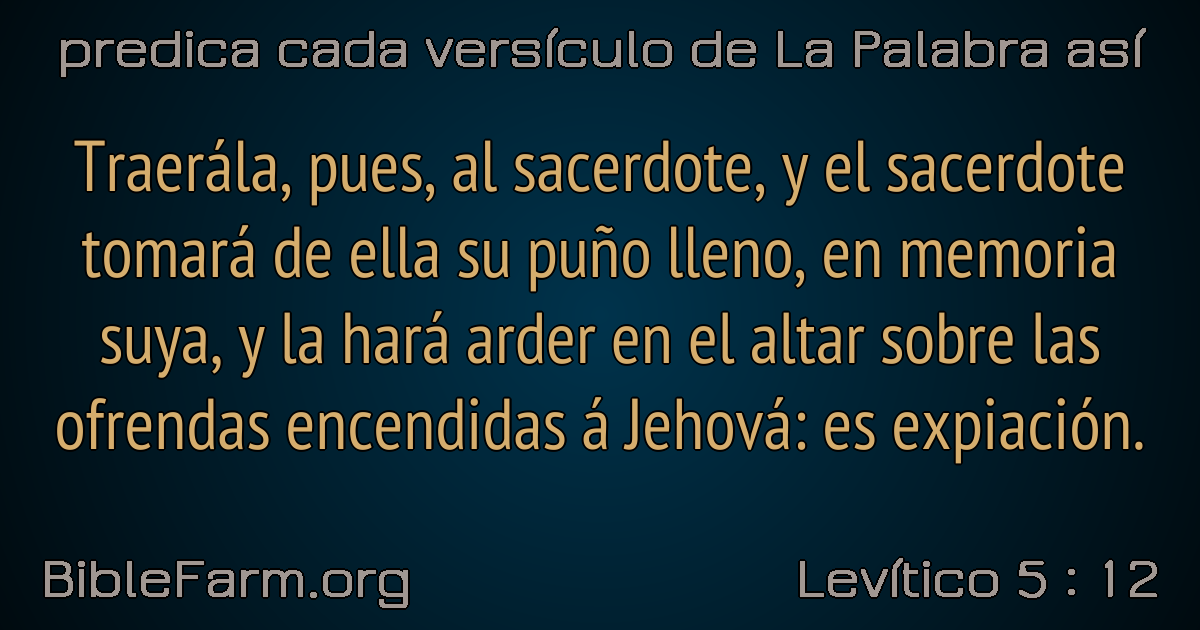 predica cada versículo de La Palabra así
Traerála, pues, al sacerdote, y el sacerdote
tomará de ella su puño lleno, en memoria
suya, y la hará arder en el altar sobre las
ofrendas encendidas á Jehová: es expiación.
BibleFarm.org
Levítico 5 : 12